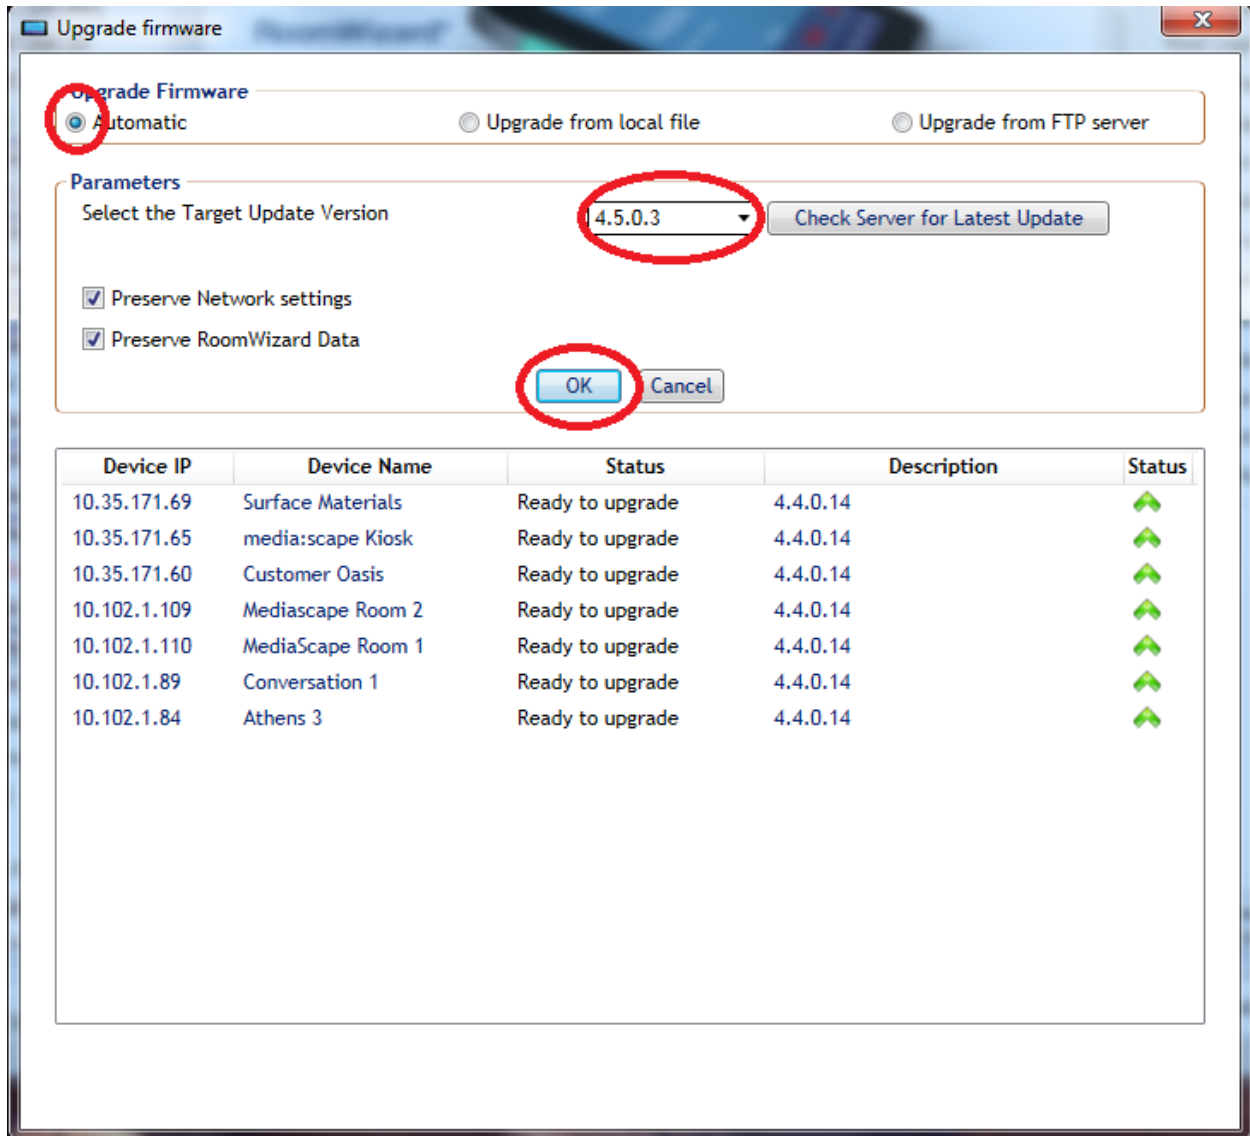 Upgrade firmware
Upgrade Firmware
Automatic Upgrade from local file Upgrade from FTP server
Parameters
Select the Target Update Version 4.5.0.3 Check Server for Latest Update
Preserve Network settings
Preserve RoomWizard Data
OK Cancel
Device IP Device Name Status Description Status
10.35.171.69 Surface Materials Ready to upgrade 4.4.0.14
10.35.171.65 media:scape Kiosk Ready to upgrade 4.4.0.14
10.35.171.60 Customer Oasis Ready to upgrade 4.4.0.14
10.102.1.109 Mediascape Room 2 Ready to upgrade 4.4.0.14
10.102.1.110 MediaScape Room 1 Ready to upgrade 4.4.0.14
10.102.1.89 Conversation 1 Ready to upgrade 4.4.0.14
10.102.1.84 Athens 3 Ready to upgrade 4.4.0.14